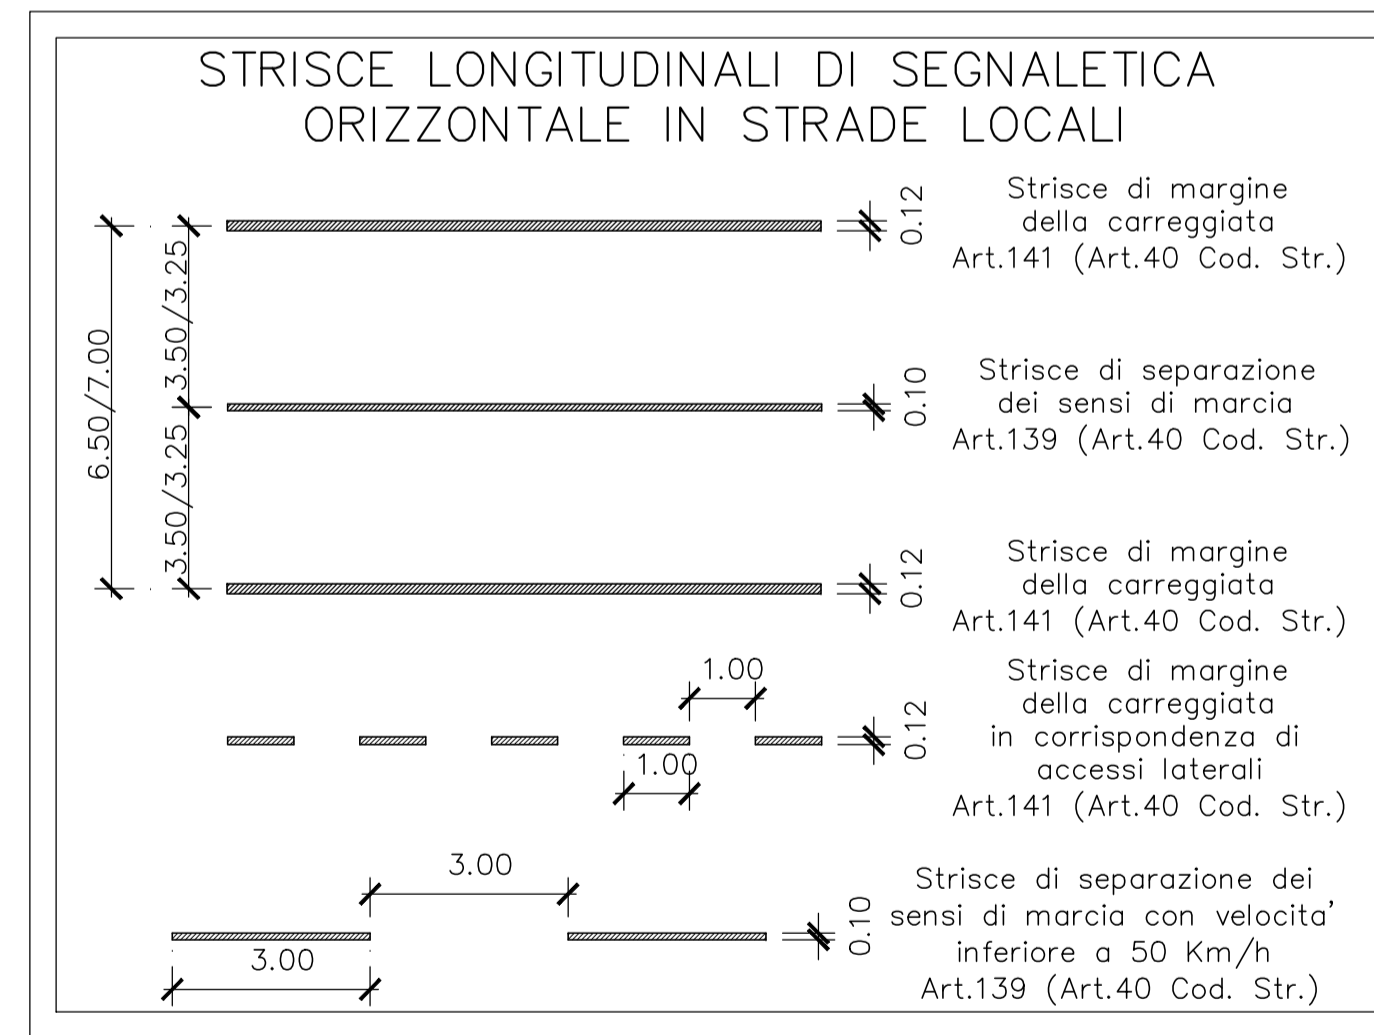 STRISCE LONGITUDINALI DI SEGNALETICA
ORIZZONTALE IN STRADE LOCALI
6.50/7.00
3.50/3.25
3.50/3.25
0.12
Strisce di margine
della carreggiata
Art.141 (Art.40 Cod. Str.)
0.10
Strisce di separazione
dei sensi di marcia
Art.139 (Art.40 Cod. Str.)
0.12
Strisce di margine
della carreggiata
Art.141 (Art.40 Cod. Str.)
1.00
1.00
0.12
Strisce di margine
della carreggiata
in corrispondenza di
accessi laterali
Art.141 (Art.40 Cod. Str.)
3.00
3.00
0.10
Strisce di separazione dei
sensi di marcia con velocita'
inferiore a 50 Km/h
Art.139 (Art.40 Cod. Str.)